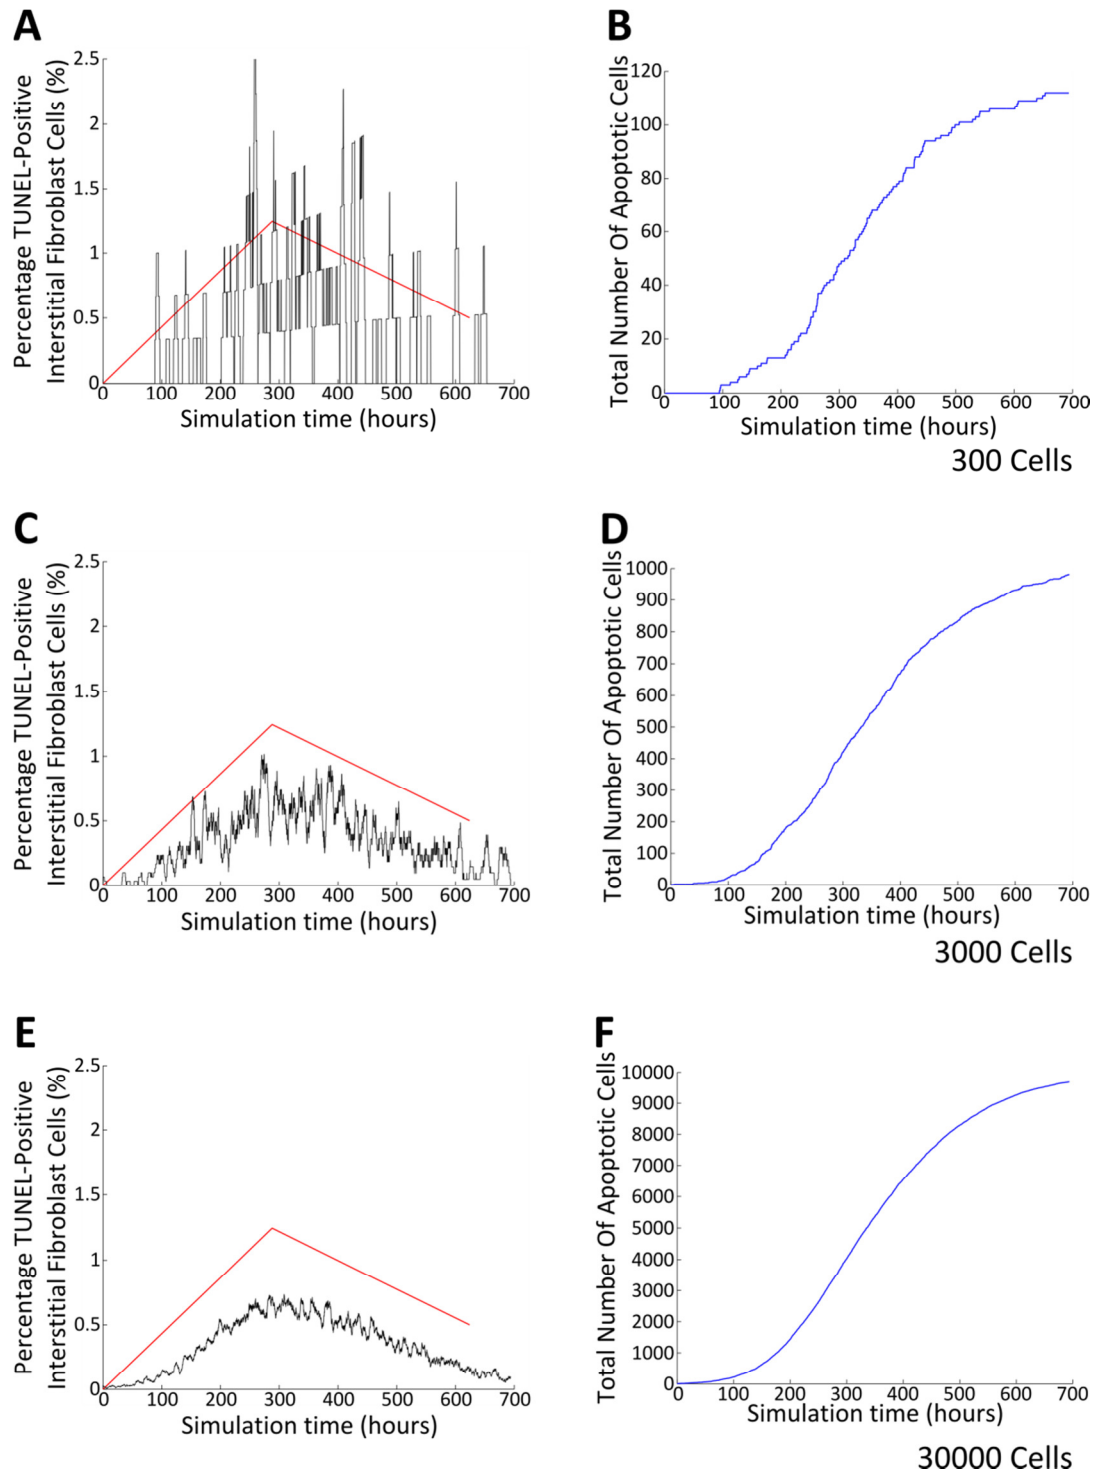 A
Percentage TUNEL-Positive
Interstitial Fibroblast Cells (%)
2.5
2
1.5
1
0.5
0
0 100 200 300 400 500 600 700
Simulation time (hours)
B
Total Number Of Apoptotic Cells
120
100
80
60
40
20
0
0 100 200 300 400 500 600 700
Simulation time (hours)
300 Cells
C
Percentage TUNEL-Positive
Interstitial Fibroblast Cells (%)
2.5
2
1.5
1
0.5
0
0 100 200 300 400 500 600 700
Simulation time (hours)
D
Total Number Of Apoptotic Cells
1000
900
800
700
600
500
400
300
200
100
0
0 100 200 300 400 500 600 700
Simulation time (hours)
3000 Cells
E
Percentage TUNEL-Positive
Interstitial Fibroblast Cells (%)
2.5
2
1.5
1
0.5
0
0 100 200 300 400 500 600 700
Simulation time (hours)
F
Total Number Of Apoptotic Cells
10000
9000
8000
7000
6000
5000
4000
3000
2000
1000
0
0 100 200 300 400 500 600 700
Simulation time (hours)
30000 Cells